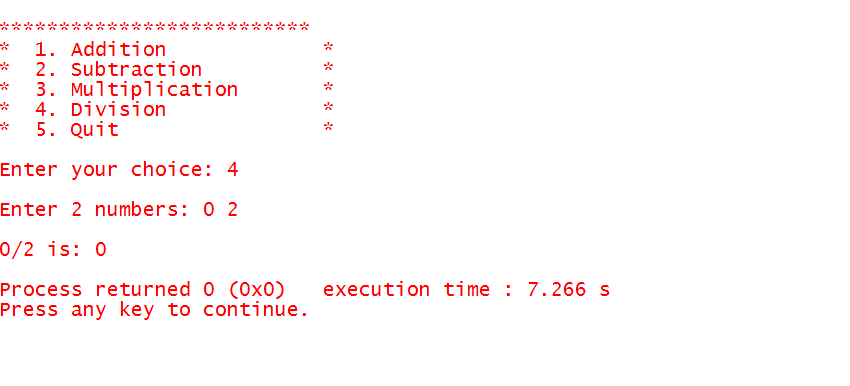 **************************
*  1. Addition             *
*  2. Subtraction          *
*  3. Multiplication       *
*  4. Division             *
*  5. Quit                 *
Enter your choice: 4
Enter 2 numbers: 0 2
0/2 is: 0
Process returned 0 (0x0)   execution time : 7.266 s
Press any key to continue.